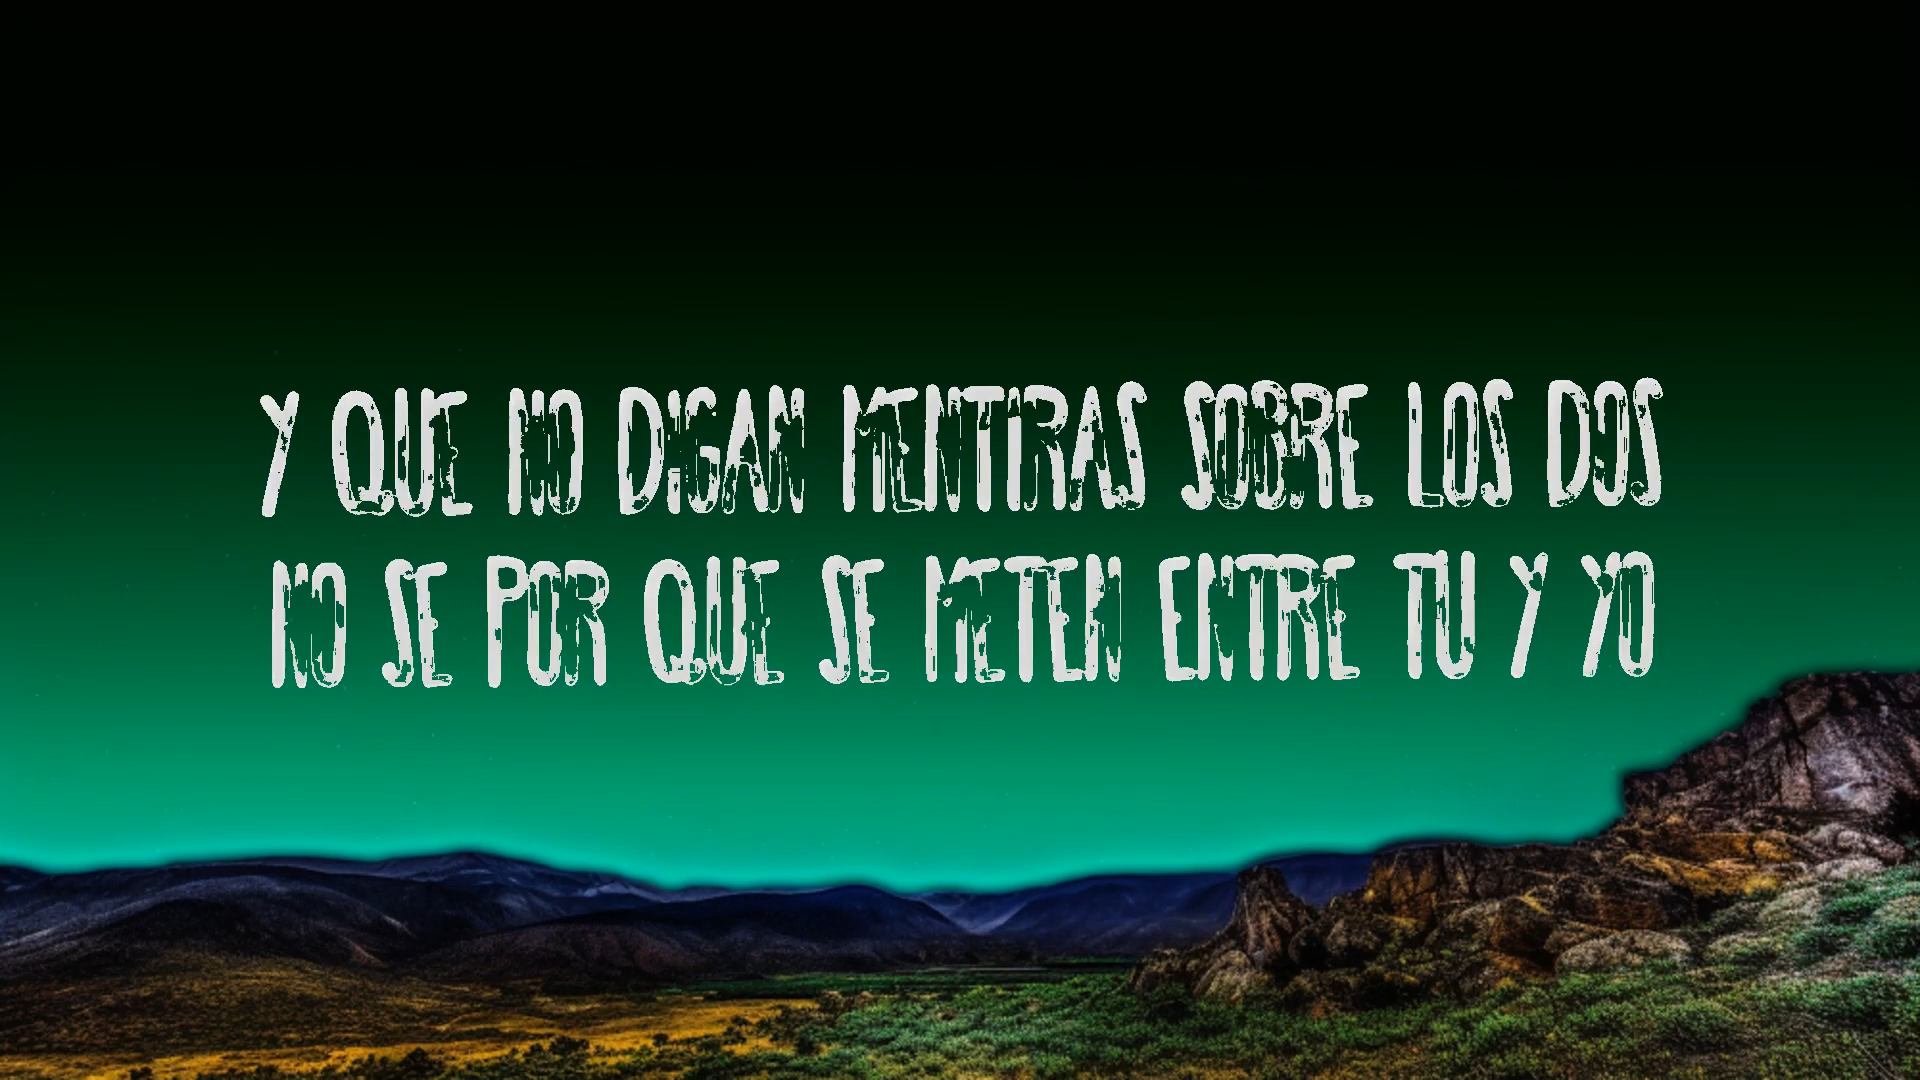 Y QUE NO DIGAN MENTIRAS SOBRE LOS DOS
NO SE POR QUE SE METEN ENTRE TU Y YO